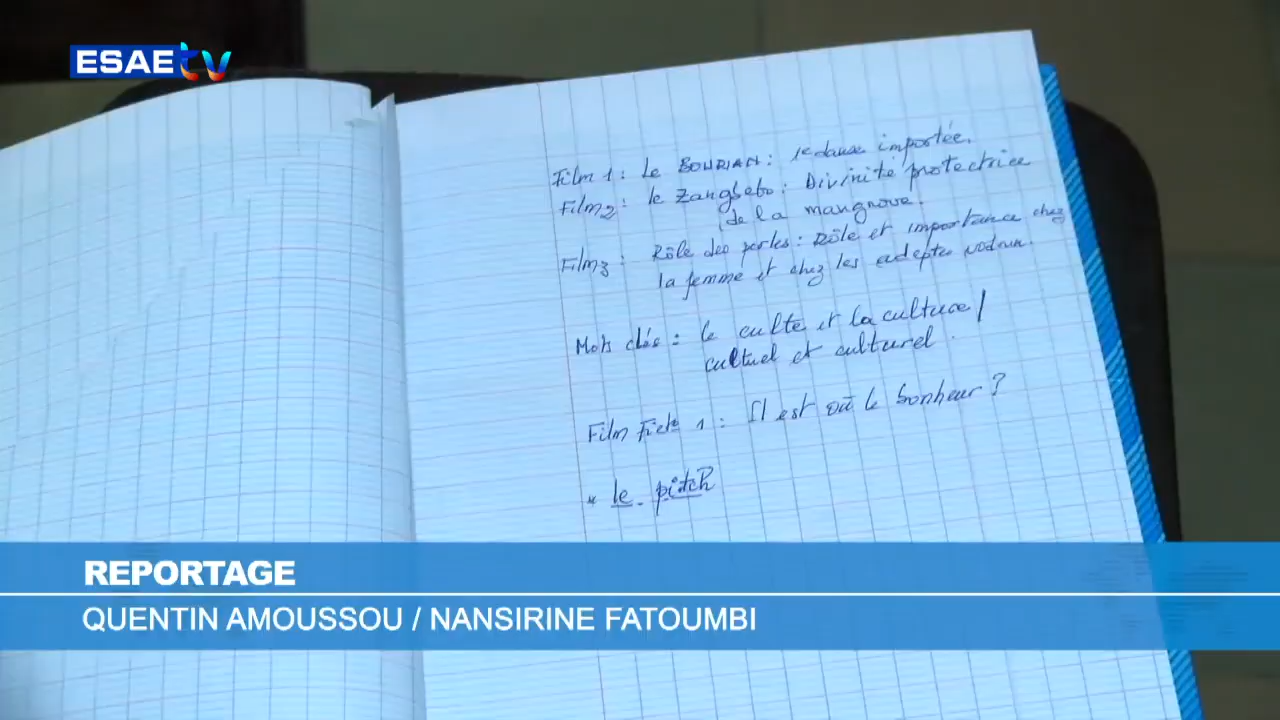 ESAE tv
Film 1: Le BOURIAN: danse importée.
Film 2: le Zangbeto: Divinité protectrice
de la mangrove.
Film 3: Rôle des perles: Rôle et importance chez
la femme et chez les adeptes vodoun.
Mots clés: le culte et la culture/
cultuel et culturel.
Film 1: Il est où le bonheur?
* le pitch
REPORTAGE
QUENTIN AMOUSSOU / NANSIRINE FATOUMBI